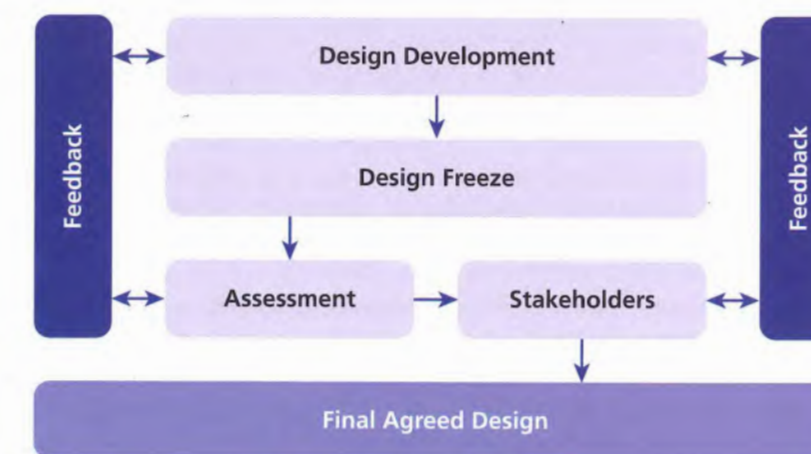 Design Development
Feedback
Feedback
Design Freeze
Assessment
Stakeholders
Final Agreed Design